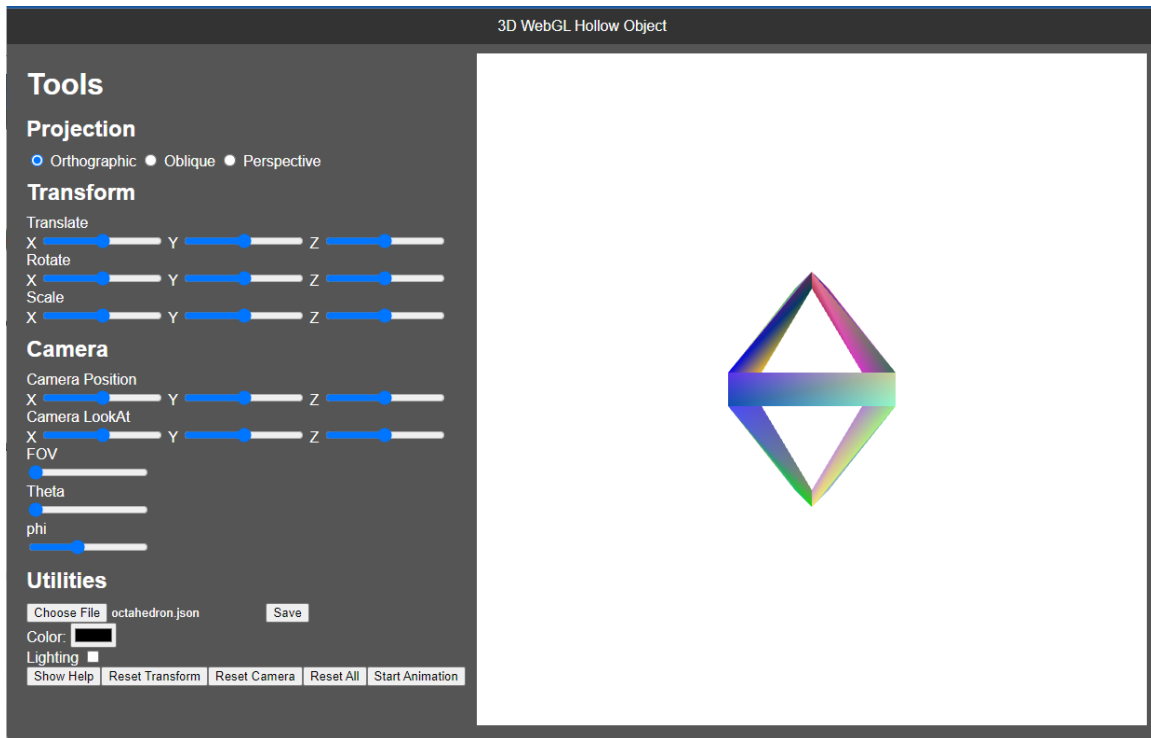 3D WebGL Hollow Object
Tools
Projection
Orthographic Oblique Perspective
Transform
Translate
X Y Z
Rotate
X Y Z
Scale
X Y Z
Camera
Camera Position
X Y Z
Camera LookAt
X Y Z
FOV
Theta
phi
Utilities
Choose File octahedron.json Save
Color:
Lighting
Show Help Reset Transform Reset Camera Reset All Start Animation